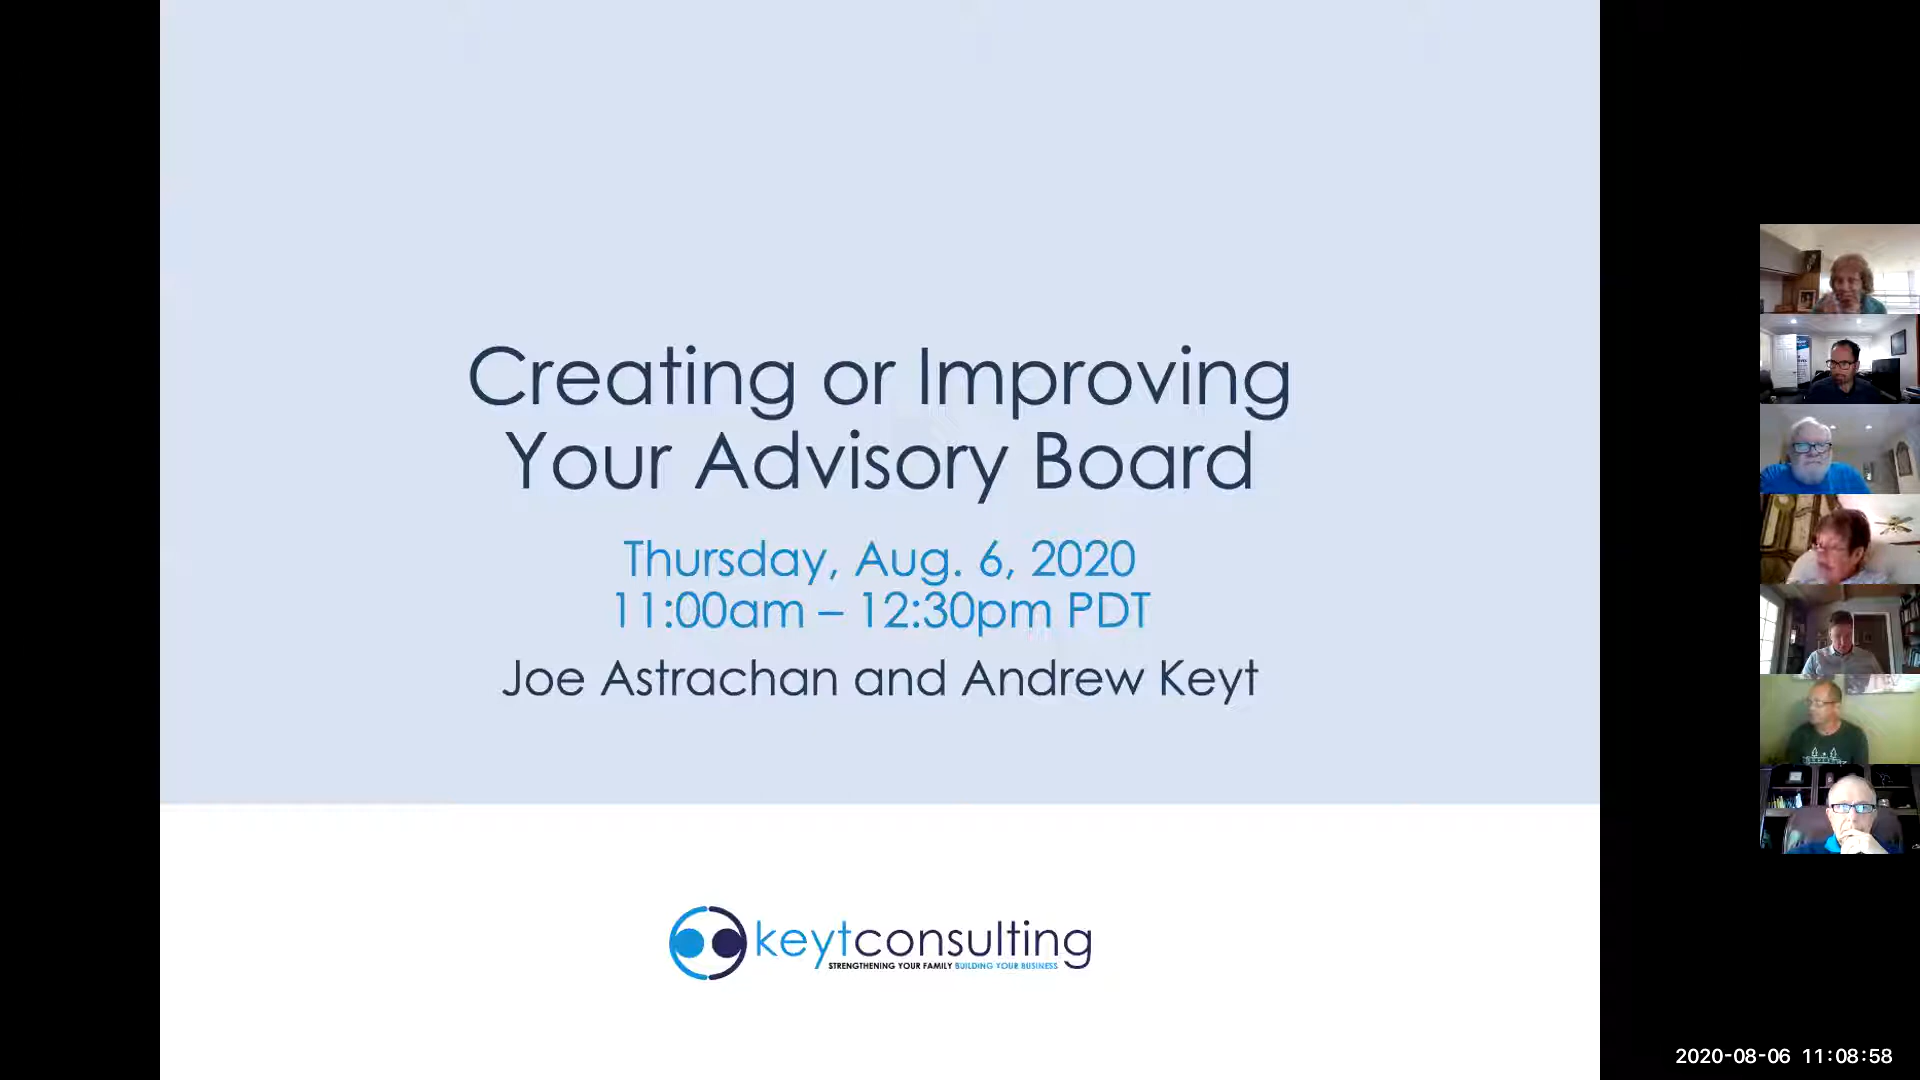 Creating or Improving
Your Advisory Board
Thursday, Aug. 6, 2020
11:00am – 12:30pm PDT
Joe Astrachan and Andrew Keyt
keytconsulting
STRENGTHENING YOUR FAMILY BUILDING YOUR BUSINESS
2020-08-06 11:08:58